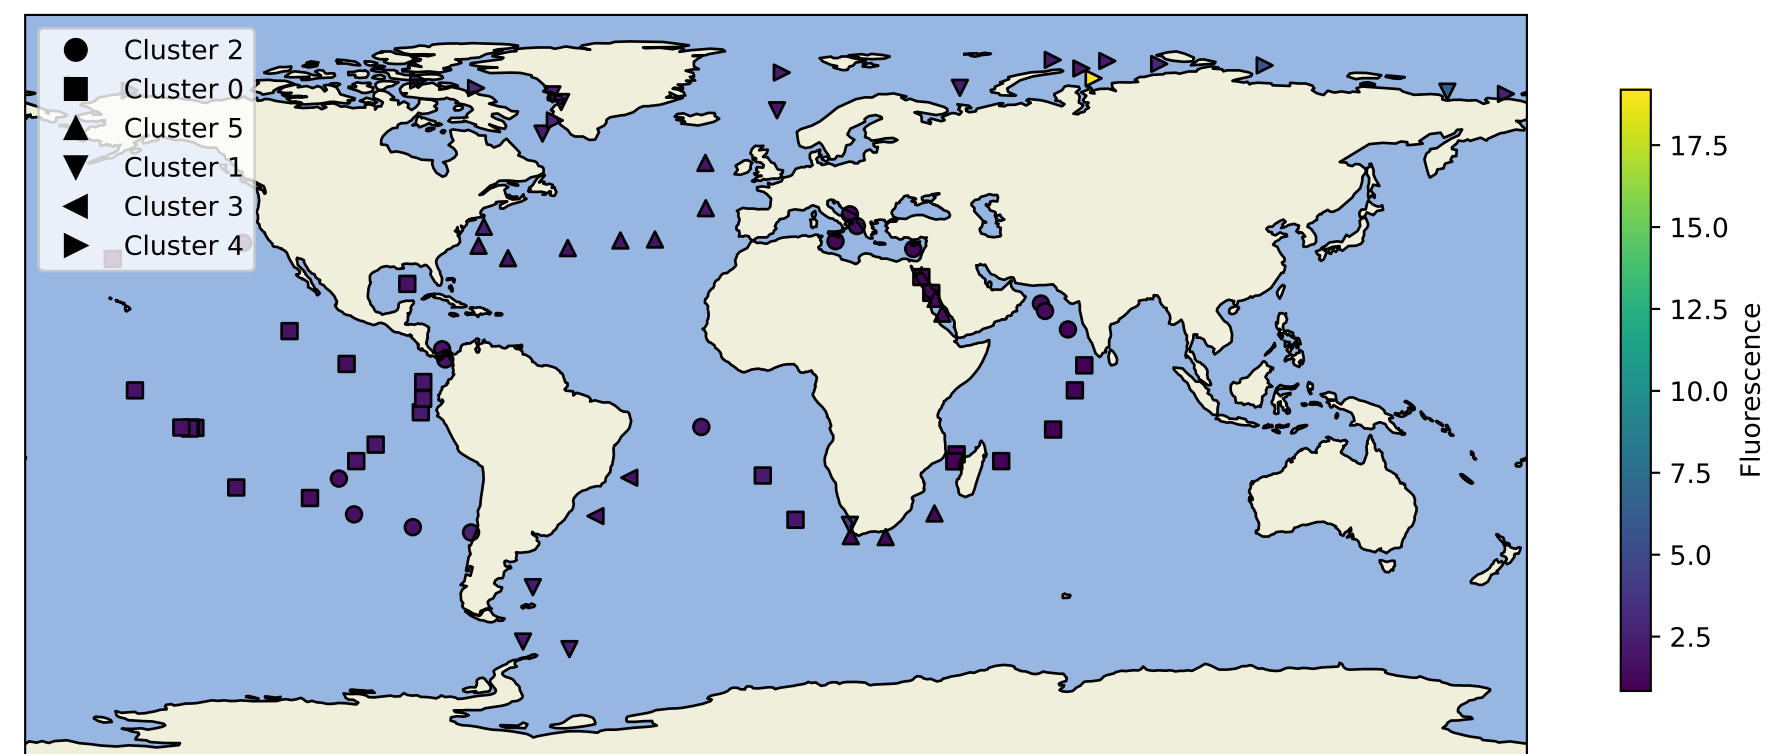 Cluster 2
Cluster 0
Cluster 5
Cluster 1
Cluster 3
Cluster 4
17.5
15.0
12.5
10.0
7.5
5.0
2.5
Fluorescence